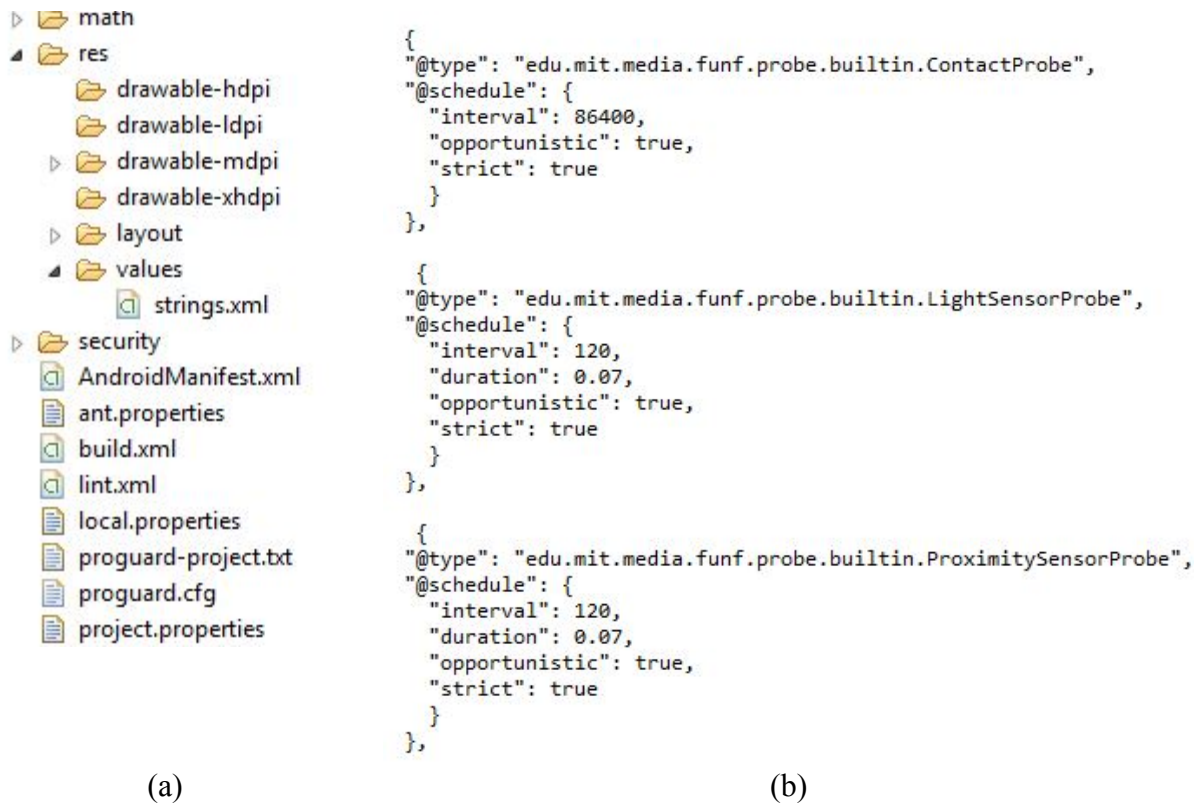 math
res
drawable-hdpi
drawable-ldpi
drawable-mdpi
drawable-xhdpi
layout
values
strings.xml
security
AndroidManifest.xml
ant.properties
build.xml
lint.xml
local.properties
proguard-project.txt
proguard.cfg
project.properties
(a)
{
"@type": "edu.mit.media.funf.probe.builtin.ContactProbe",
"@schedule": {
"interval": 86400,
"opportunistic": true,
"strict": true
}
},
{
"@type": "edu.mit.media.funf.probe.builtin.LightSensorProbe",
"@schedule": {
"interval": 120,
"duration": 0.07,
"opportunistic": true,
"strict": true
}
},
{
"@type": "edu.mit.media.funf.probe.builtin.ProximitySensorProbe",
"@schedule": {
"interval": 120,
"duration": 0.07,
"opportunistic": true,
"strict": true
}
},
(b)